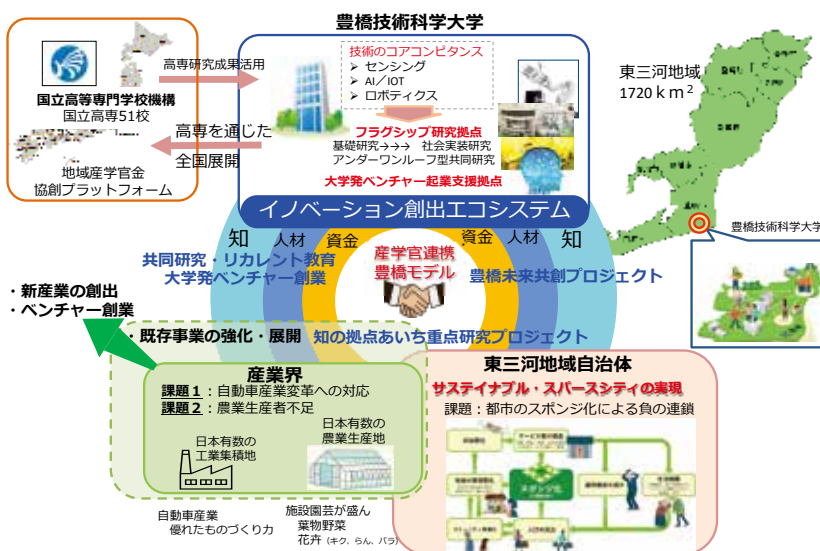 豊橋技術科学大学
技術のコアコンピタンス
➢ センシング
➢ AI／IOT
➢ ロボティクス
フラグシップ研究拠点
基礎研究→→→ 社会実装研究
アンダーワンルーフ型共同研究
大学発ベンチャー起業支援拠点
イノベーション創出エコシステム
高専研究成果活用
国立高等専門学校機構
国立高専51校
高専を通じた
全国展開
地域産学官金
協創プラットフォーム
東三河地域
1720ｋｍ²
豊橋技術科学大学
知 人材 資金
資金 人材 知
産学官連携
豊橋モデル
共同研究・リカレント教育
大学発ベンチャー創業
豊橋未来共創プロジェクト
知の拠点あいち重点研究プロジェクト
・新産業の創出
・ベンチャー創業
・既存事業の強化・展開
産業界
課題１：自動車産業変革への対応
課題２：農業生産者不足
日本有数の
工業集積地
日本有数の
農業生産地
自動車産業
優れたものづくり力
施設園芸が盛ん
葉物野菜
花卉（キク、らん、バラ）
東三河地域自治体
サステイナブル・スパースシティの実現
課題：都市のスポンジ化による負の連鎖
スポンジ化